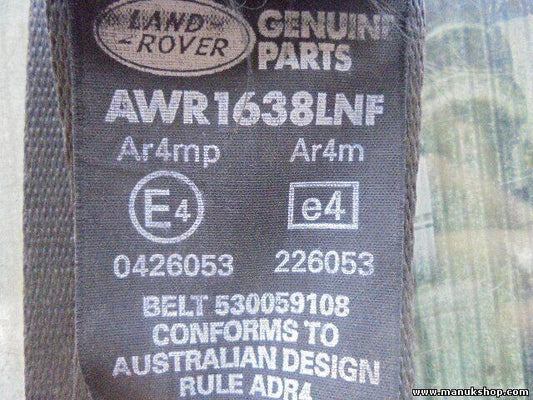 LAND
ROVER
GENUINE
PARTS
AWR1638LNF
Ar4mp Ar4m
E4 e4
0426053 226053
BELT 530059108
CONFORMS TO
AUSTRALIAN DESIGN
RULE ADR4
www.manukshop.com